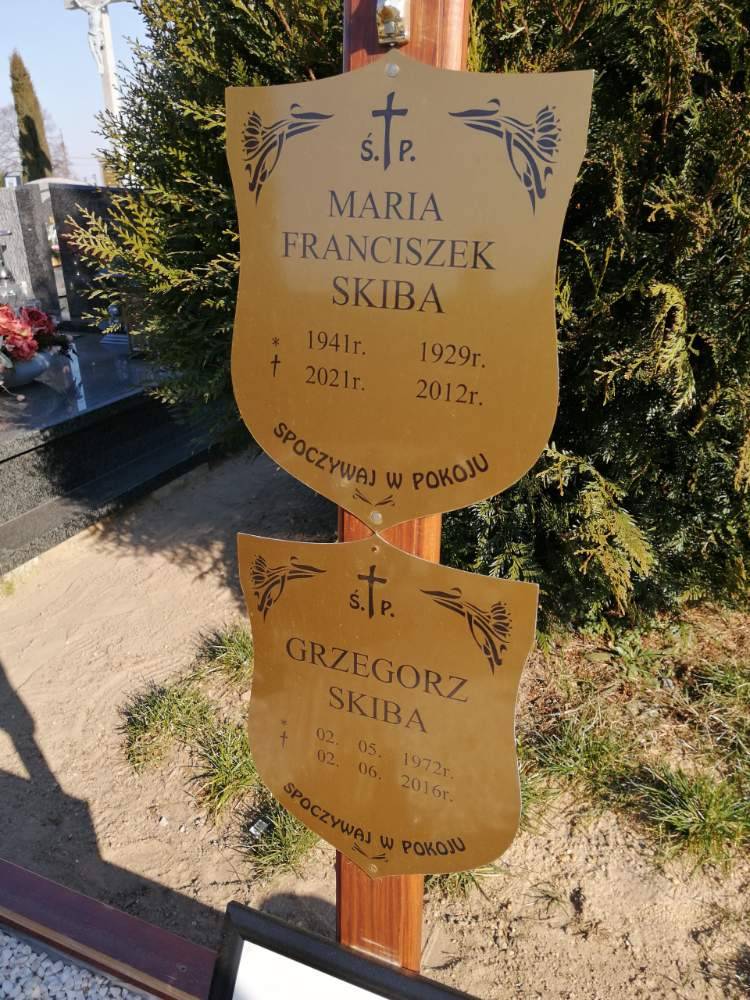 Ś. P.
MARIA
FRANCISZEK
SKIBA
* 1941r. 1929r.
† 2021r. 2012r.
SPOCZYWAJ W POKOJU
Ś. P.
GRZEGORZ
SKIBA
* 02. 05. 1972r.
† 02. 06. 2016r.
SPOCZYWAJ W POKOJU